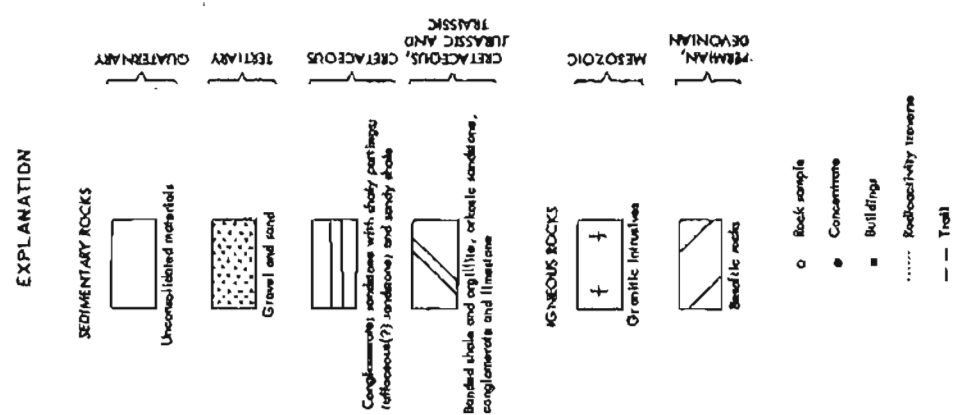 EXPLANATION
SEDIMENTARY ROCKS
Unconsolidated materials
QUATERNARY
Gravel and sand
TERTIARY
Conglomerate; sandstone with shaly partings;
(tuffaceous(?) sandstone; and sandy shale
CRETACEOUS
Banded shale and argillite, arkosic sandstone,
conglomerate and limestone
CRETACEOUS,
JURASSIC AND
TRIASSIC
IGNEOUS ROCKS
Granitic intrusives
MESOZOIC
Basaltic rocks
PERMIAN,
DEVONIAN
Rock sample
Concentrate
Buildings
Radioactivity traverse
Trail